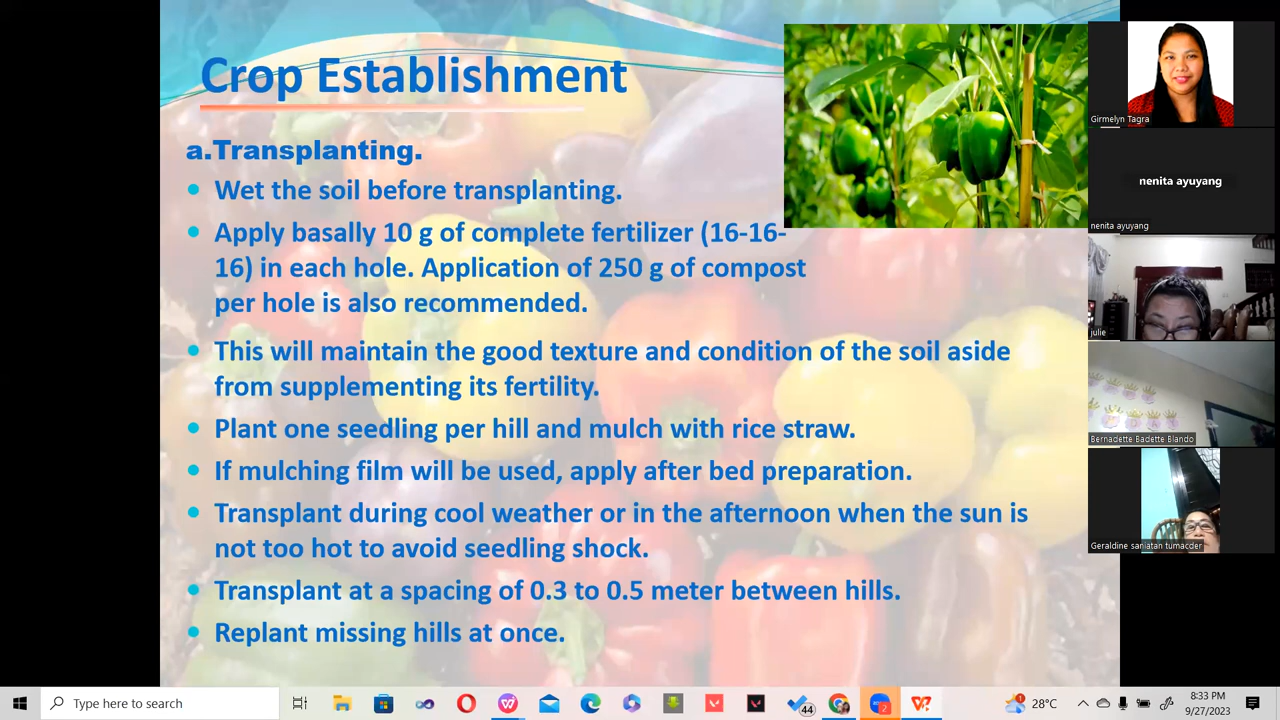 Crop Establishment
a.Transplanting.
Wet the soil before transplanting.
Apply basally 10 g of complete fertilizer (16-16-
16) in each hole. Application of 250 g of compost
per hole is also recommended.
This will maintain the good texture and condition of the soil aside
from supplementing its fertility.
Plant one seedling per hill and mulch with rice straw.
If mulching film will be used, apply after bed preparation.
Transplant during cool weather or in the afternoon when the sun is
not too hot to avoid seedling shock.
Transplant at a spacing of 0.3 to 0.5 meter between hills.
Replant missing hills at once.
Girmelyn Tagra
nenita ayuyang
nenita ayuyang
julie
Bernadette Badette Blando
Geraldine saniatan tumacder
Type here to search
44
2
1
28°C
8:33 PM
9/27/2023